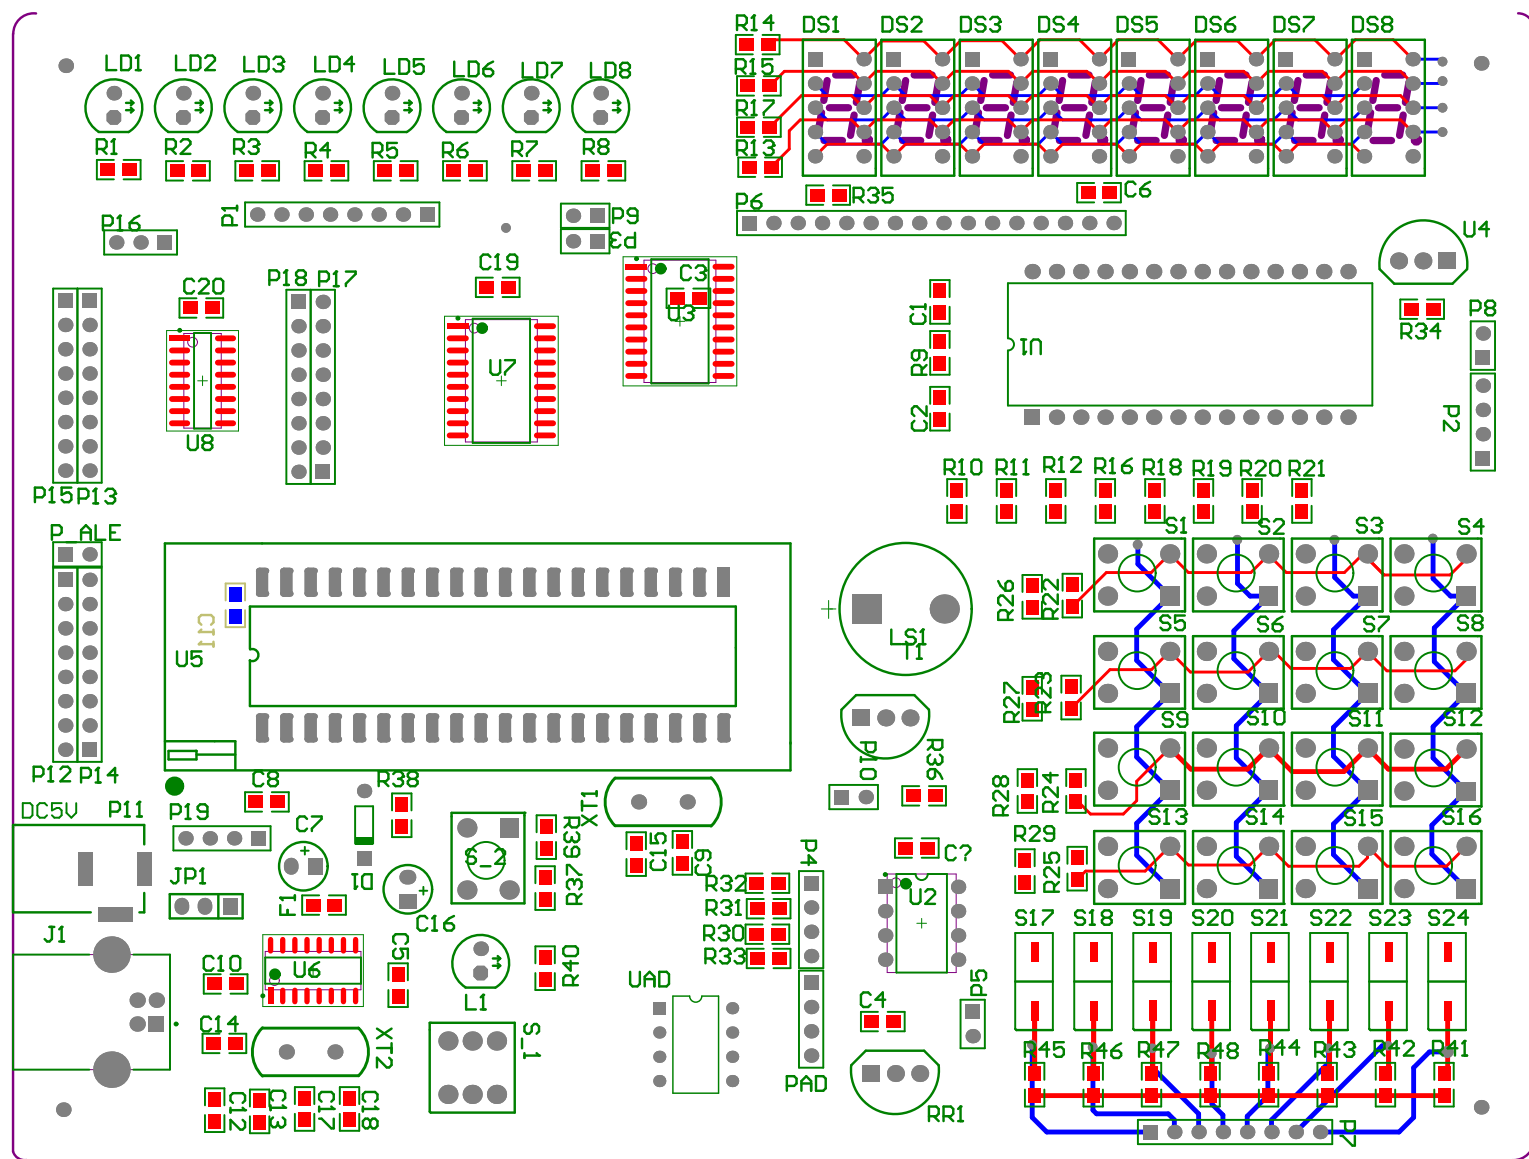 R14 DS1 DS2 DS3 DS4 DS5 DS6 DS7 DS8
LD1 LD2 LD3 LD4 LD5 LD6 LD7 LD8
R15
R17
R1 R2 R3 R4 R5 R6 R7 R8
R13
P6 R35 C6
P16 P1 P9 U4
P3
P18 P17 C20 C19 C3
U3 C1 U1 R34 P8
U7 R9
U8 C2 P2
P15 P13
R10 R11 R12 R16 R18 R19 R20 R21
P_ALE S1 S2 S3 S4
C11 R26 R22
U5 LS1 S5 S6 S7 S8
T1
R27 R23
S9 S10 S11 S12
P10 R36
P12 P14 C8 R38
R28 R24
DC5V P11 P19 C7 XT1
S13 S14 S15 S16
S_2 R39 C15 C9 P4 C? R29
JP1 D1 R37 R32 R25
F1 C16 R31 U2
J1 C5 R30 S17 S18 S19 S20 S21 S22 S23 S24
C10 U6 R40 R33
L1 UAD P5
C4
C14 XT2 S_1
R45 R46 R47 R48 R44 R43 R42 R41
PAD
C12 C13 C17 C18 RR1 P7